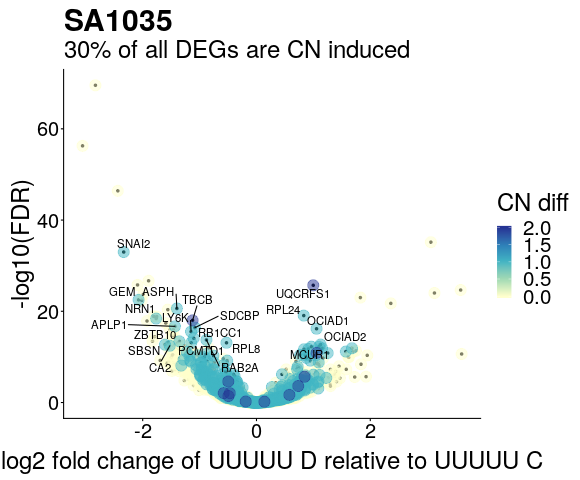 SA1035
30% of all DEGs are CN induced
-log10(FDR)
60
40
20
0
SNAI2
GEM ASPH
TBCB
NRN1
LY6K
SDCBP
APLP1
ZBTB10
RB1CC1
SBSN
PCMTD1
RPL8
CA2
RAB2A
UQCRFS1
RPL24
OCIAD1
OCIAD2
MCUR1
CN diff
2.0
1.5
1.0
0.5
0.0
-2 0 2
log2 fold change of UUUUU D relative to UUUUU C